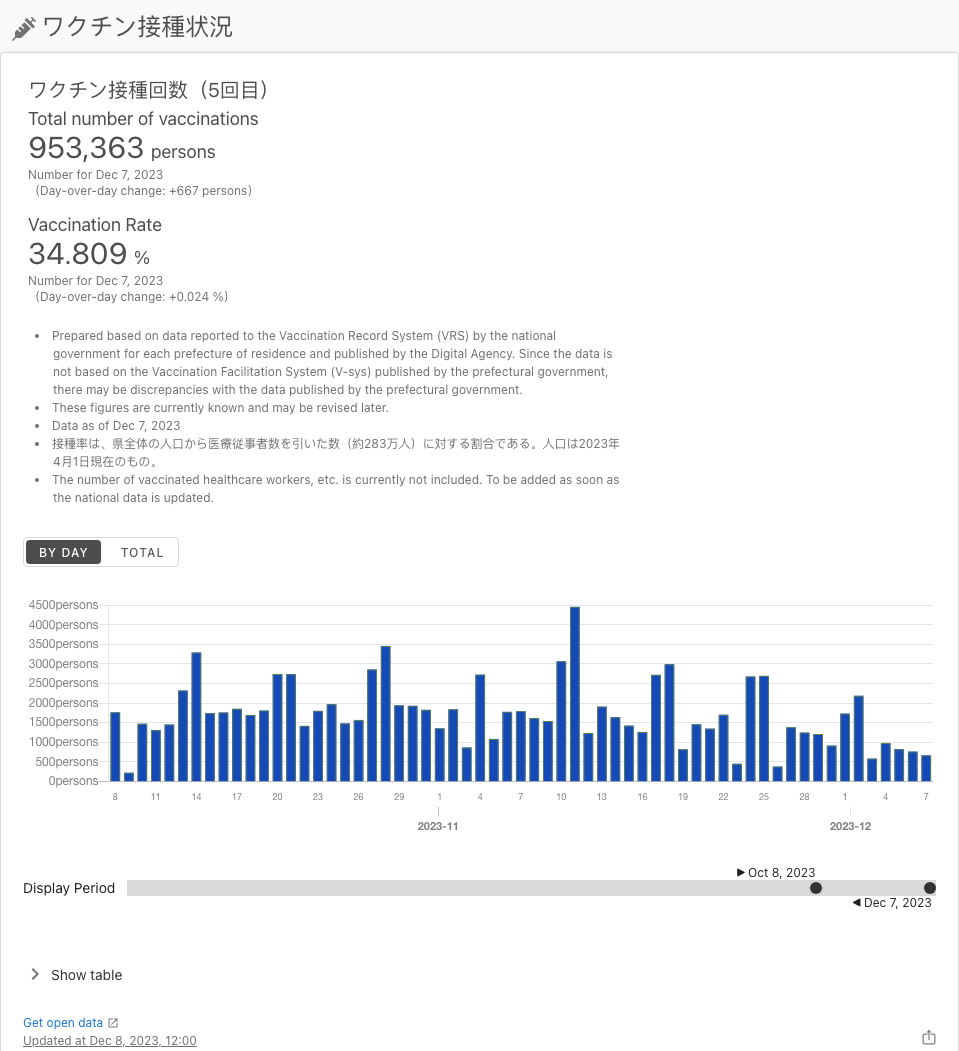 ワクチン接種状況
ワクチン接種回数（5回目）
Total number of vaccinations
953,363 persons
Number for Dec 7, 2023
（Day-over-day change: +667 persons）
Vaccination Rate
34.809 %
Number for Dec 7, 2023
（Day-over-day change: +0.024 %）
• Prepared based on data reported to the Vaccination Record System (VRS) by the national
government for each prefecture of residence and published by the Digital Agency. Since the data is
not based on the Vaccination Facilitation System (V-sys) published by the prefectural government,
there may be discrepancies with the data published by the prefectural government.
• These figures are currently known and may be revised later.
• Data as of Dec 7, 2023
• 接種率は、県全体の人口から医療従事者数を引いた数（約283万人）に対する割合である。人口は2023年
4月1日現在のもの。
• The number of vaccinated healthcare workers, etc. is currently not included. To be added as soon as
the national data is updated.
BY DAY TOTAL
4500persons
4000persons
3500persons
3000persons
2500persons
2000persons
1500persons
1000persons
500persons
0persons
8 11 14 17 20 23 26 29 1 4 7 10 13 16 19 22 25 28 1 4 7
2023-11 2023-12
Oct 8, 2023
Display Period
Dec 7, 2023
Show table
Get open data
Updated at Dec 8, 2023, 12:00